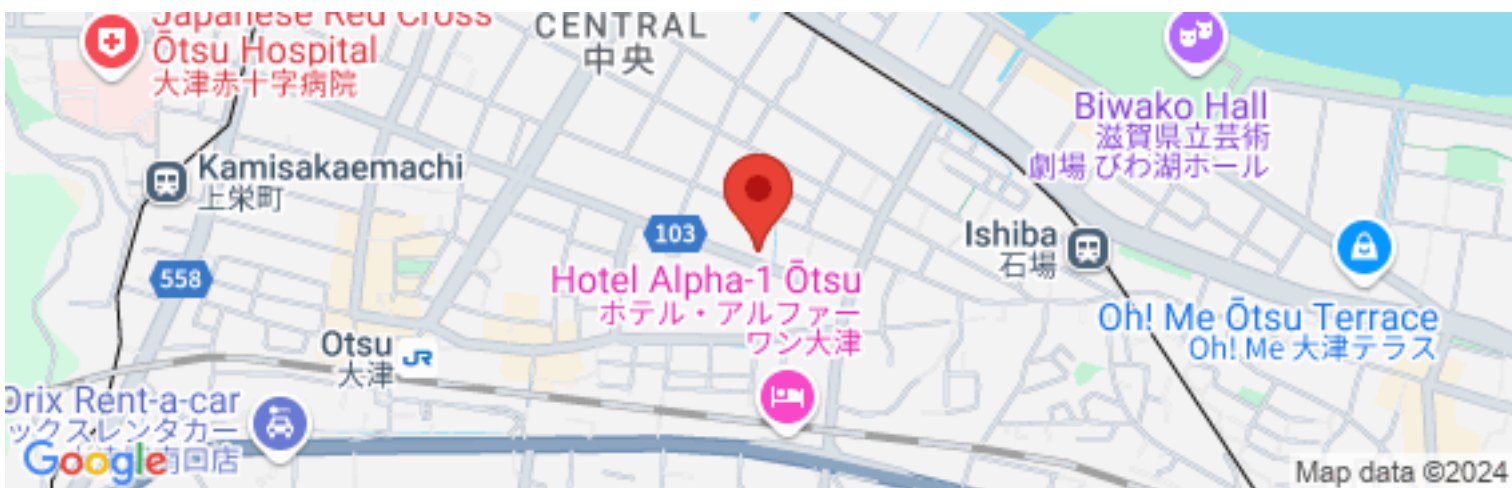 Japanese Red Cross
Ōtsu Hospital
大津赤十字病院
CENTRAL
中央
Biwako Hall
滋賀県立芸術
劇場 びわ湖ホール
Kamisakaemachi
上栄町
103
Ishiba
石場
558
Hotel Alpha-1 Ōtsu
ホテル・アルファー
ワン大津
Oh! Me Ōtsu Terrace
Oh! Me 大津テラス
Otsu
大津
JR
Orix Rent-a-car
ックスレンタカー
南口店
Google
Map data ©2024